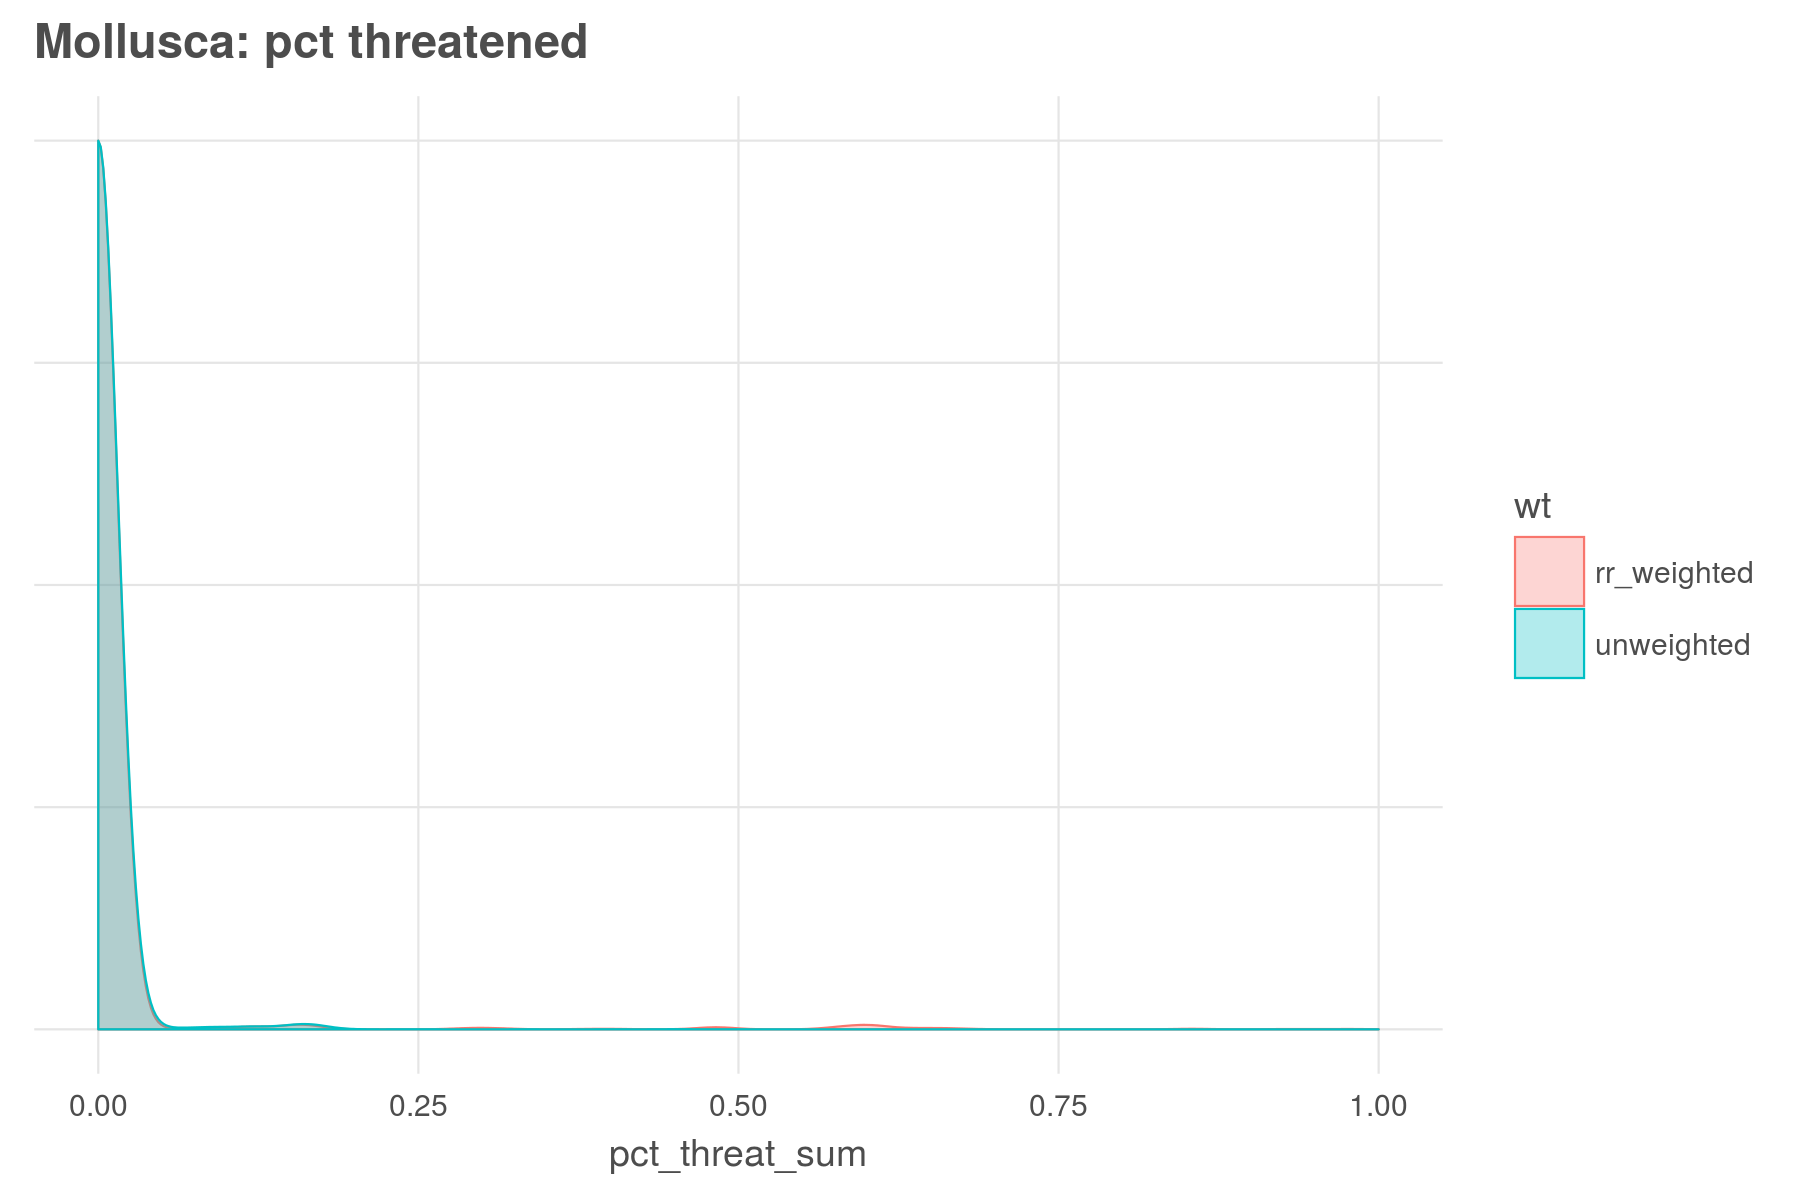 Mollusca: pct threatened
wt
rr_weighted
unweighted
0.00 0.25 0.50 0.75 1.00
pct_threat_sum